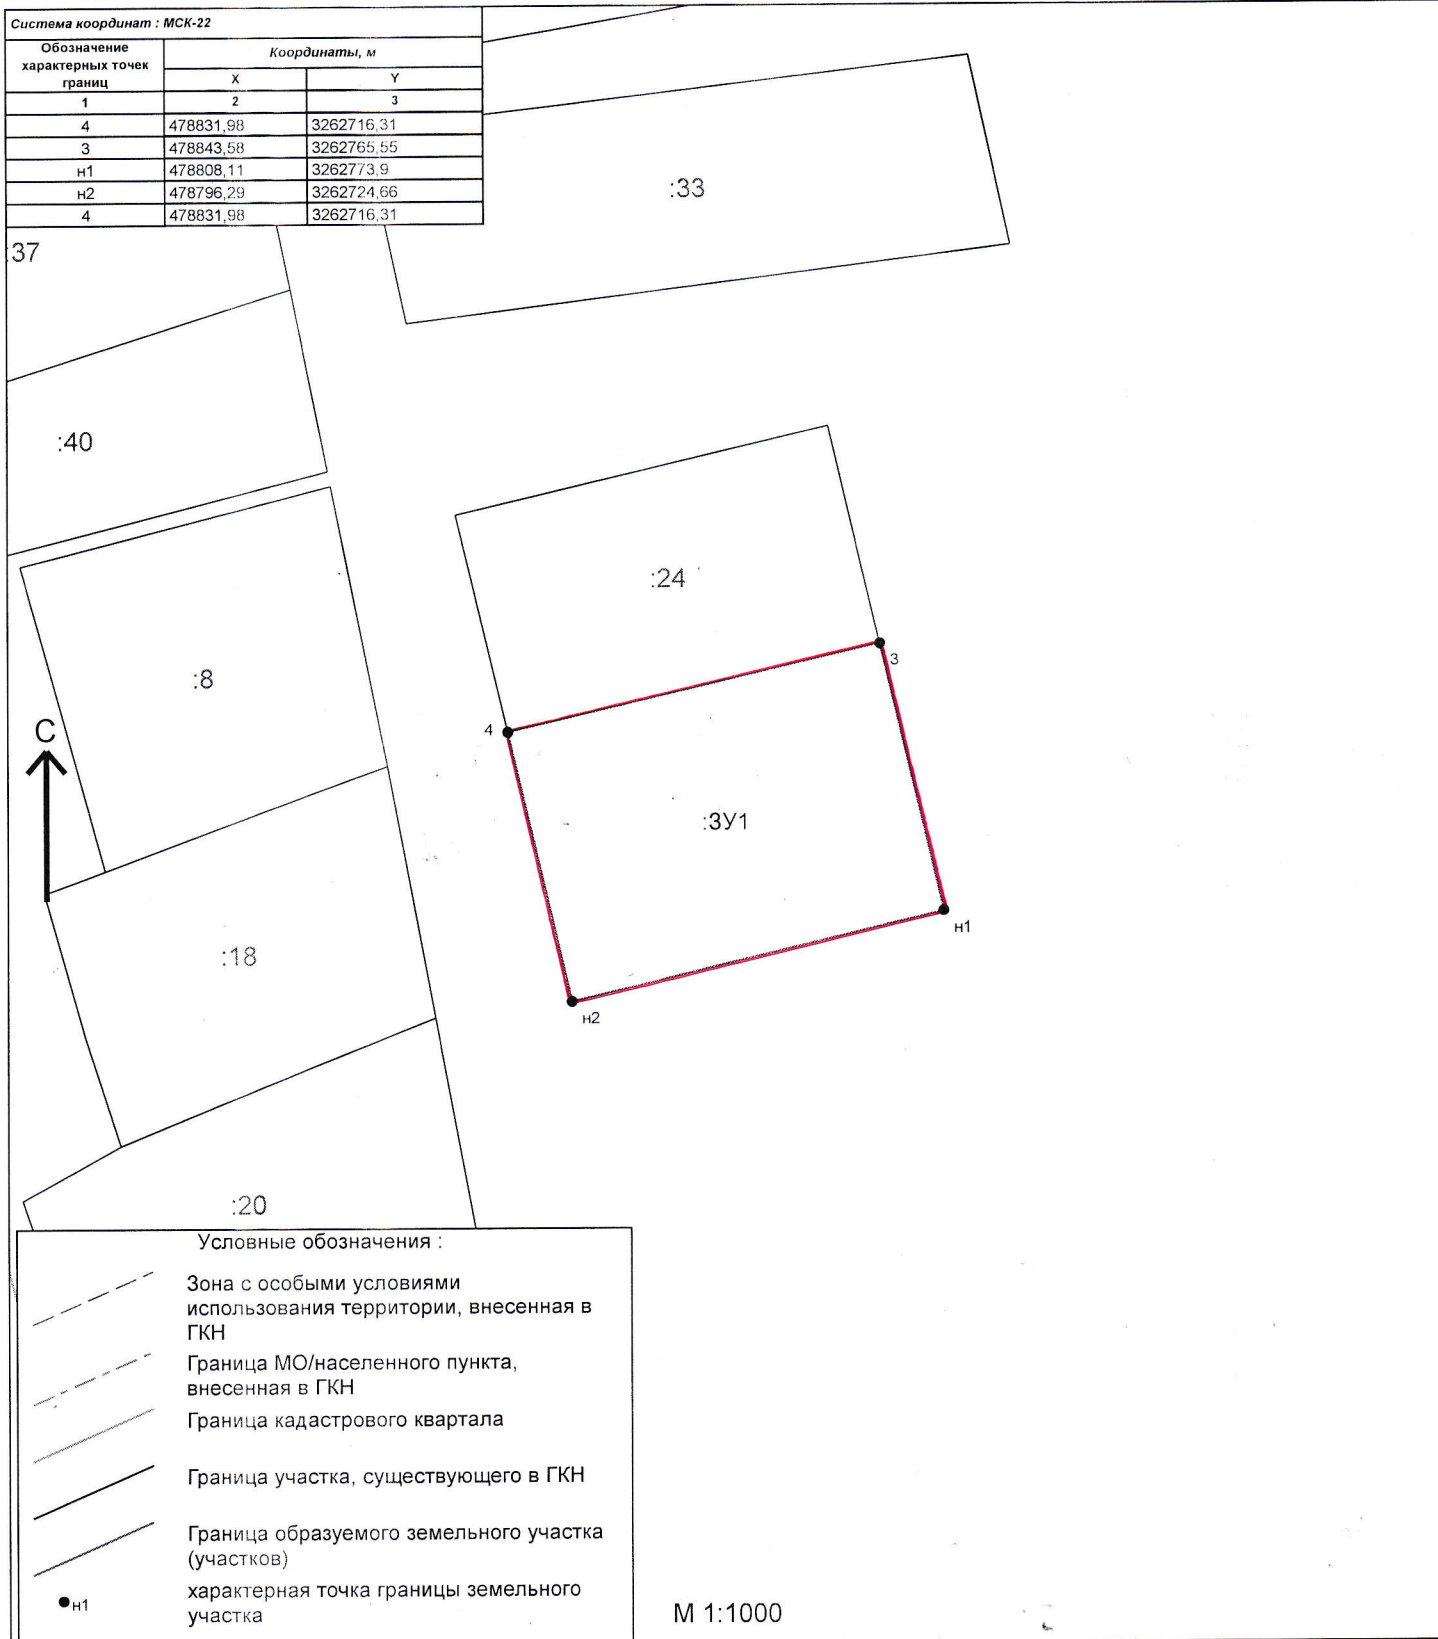 Система координат : МСК-22
Обозначение характерных точек границ
Координаты, м
X Y
1 2 3
4 478831,98 3262716,31
3 478843,58 3262765,55
н1 478808,11 3262773,9
н2 478796,29 3262724,66
4 478831,98 3262716,31
:33
:37
:40
:24
3
:8
4
С
:ЗУ1
н1
:18
н2
:20
Условные обозначения :
Зона с особыми условиями
использования территории, внесенная в
ГКН
Граница МО/населенного пункта,
внесенная в ГКН
Граница кадастрового квартала
Граница участка, существующего в ГКН
Граница образуемого земельного участка
(участков)
н1
характерная точка границы земельного
участка
М 1:1000